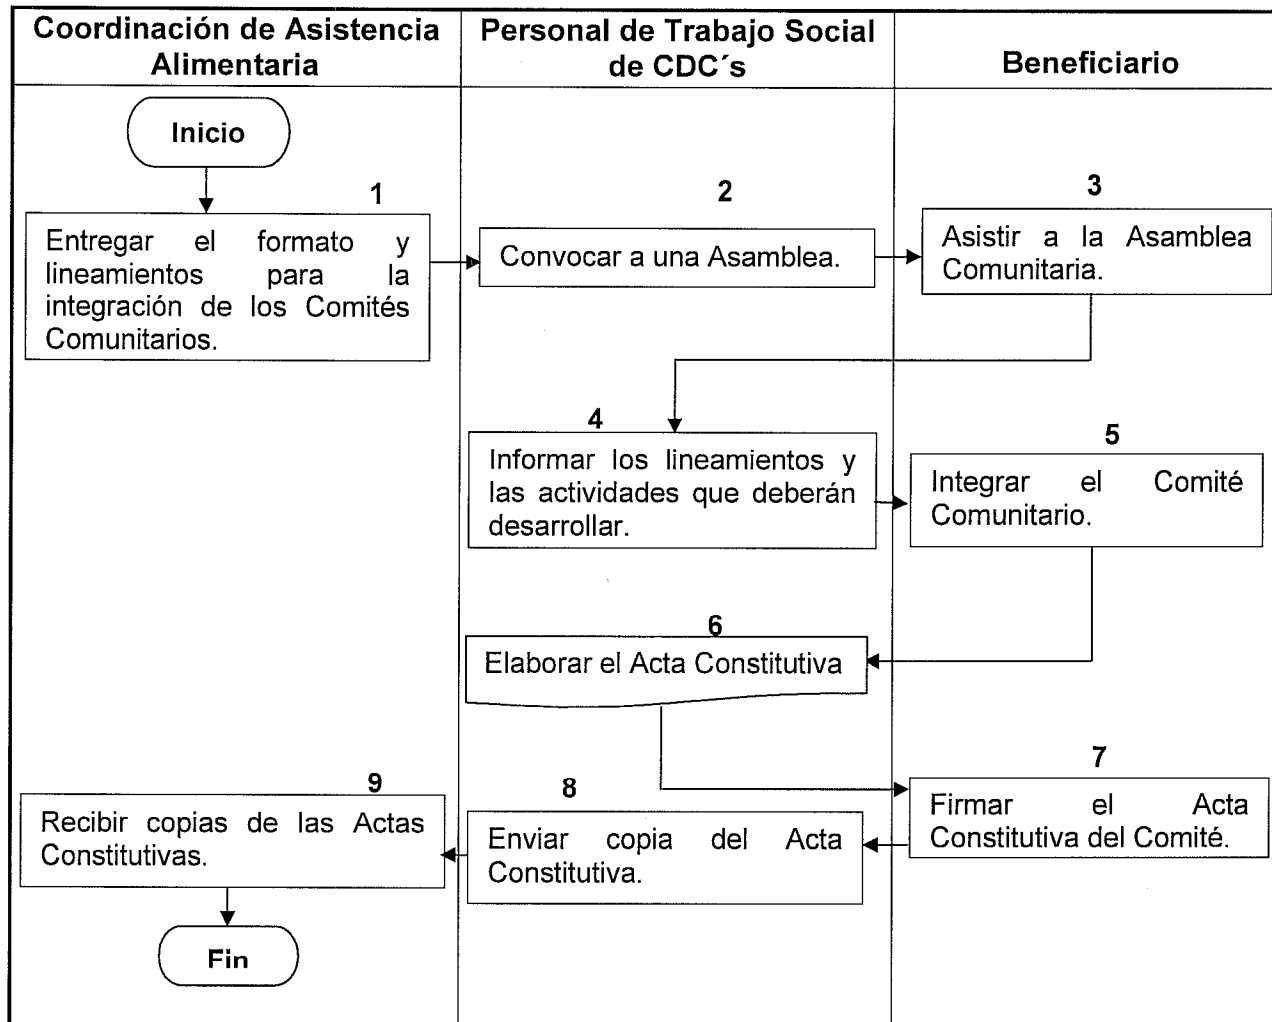 Coordinación de Asistencia
Alimentaria
Personal de Trabajo Social
de CDC´s
Beneficiario
Inicio
1
Entregar el formato y
lineamientos para la
integración de los Comités
Comunitarios.
2
Convocar a una Asamblea.
3
Asistir a la Asamblea
Comunitaria.
4
Informar los lineamientos y
las actividades que deberán
desarrollar.
5
Integrar el Comité
Comunitario.
6
Elaborar el Acta Constitutiva
7
Firmar el Acta
Constitutiva del Comité.
8
Enviar copia del Acta
Constitutiva.
9
Recibir copias de las Actas
Constitutivas.
Fin